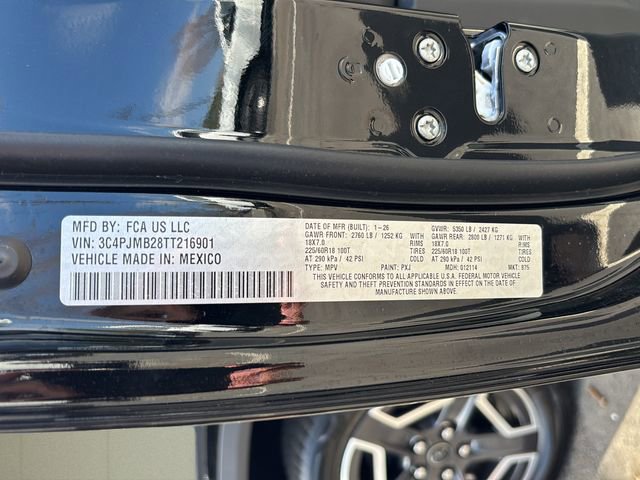 MFD BY: FCA US LLC
VIN: 3C4PJMB28TT216901
VEHICLE MADE IN: MEXICO
DATE OF MFR (BUILT): 1-26 GVWR: 5350 LB / 2427 KG
GAWR FRONT: 2760 LB / 1252 KG GAWR REAR: 2800 LB / 1271 KG
18X7.0 RIMS 18X7.0 RIMS
225/60R18 100T TIRES 225/60R18 100T TIRES
AT 290 kPa / 42 PSI COLD AT 290 kPa / 42 PSI COLD
TYPE: MPV PAINT: PXJ MDH: 012114 MKT: 875
THIS VEHICLE CONFORMS TO ALL APPLICABLE U.S.A. FEDERAL MOTOR VEHICLE
SAFETY AND THEFT PREVENTION STANDARDS IN EFFECT ON THE DATE OF
MANUFACTURE SHOWN ABOVE.